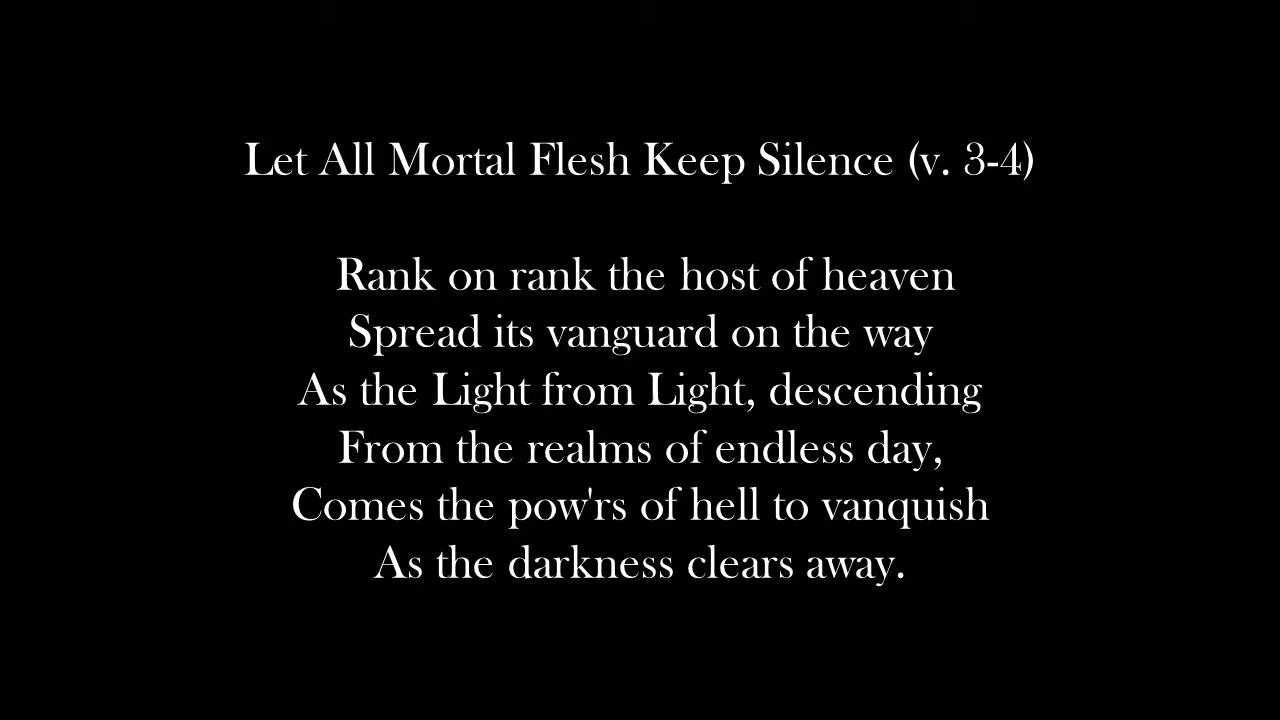 Let All Mortal Flesh Keep Silence (v. 3-4)
Rank on rank the host of heaven
Spread its vanguard on the way
As the Light from Light, descending
From the realms of endless day,
Comes the pow'rs of hell to vanquish
As the darkness clears away.